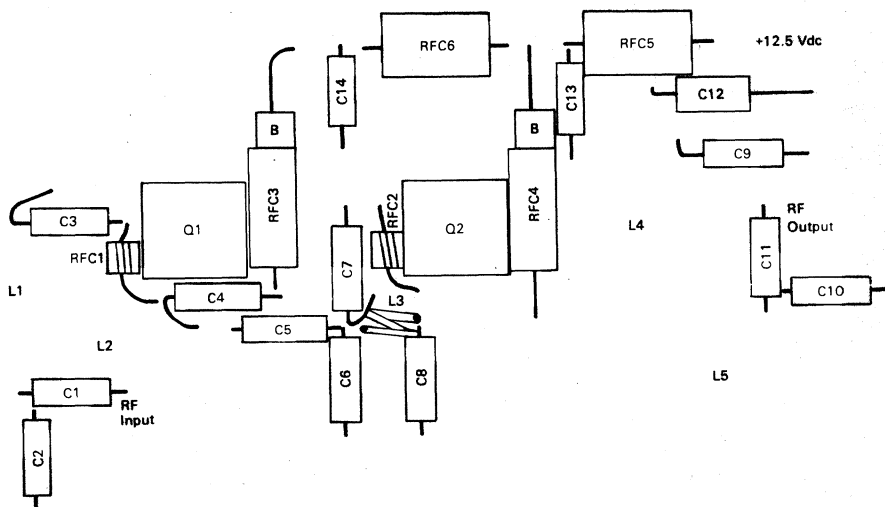 RFC6
RFC5
+12.5 Vdc
C14
C13
C12
B
B
C9
RFC3
RFC4
C3
Q1
RFC2
Q2
L4
RF
Output
RFC1
C7
C11
L1
C4
L3
C10
C5
L2
C6
C8
L5
C1
RF
Input
C2